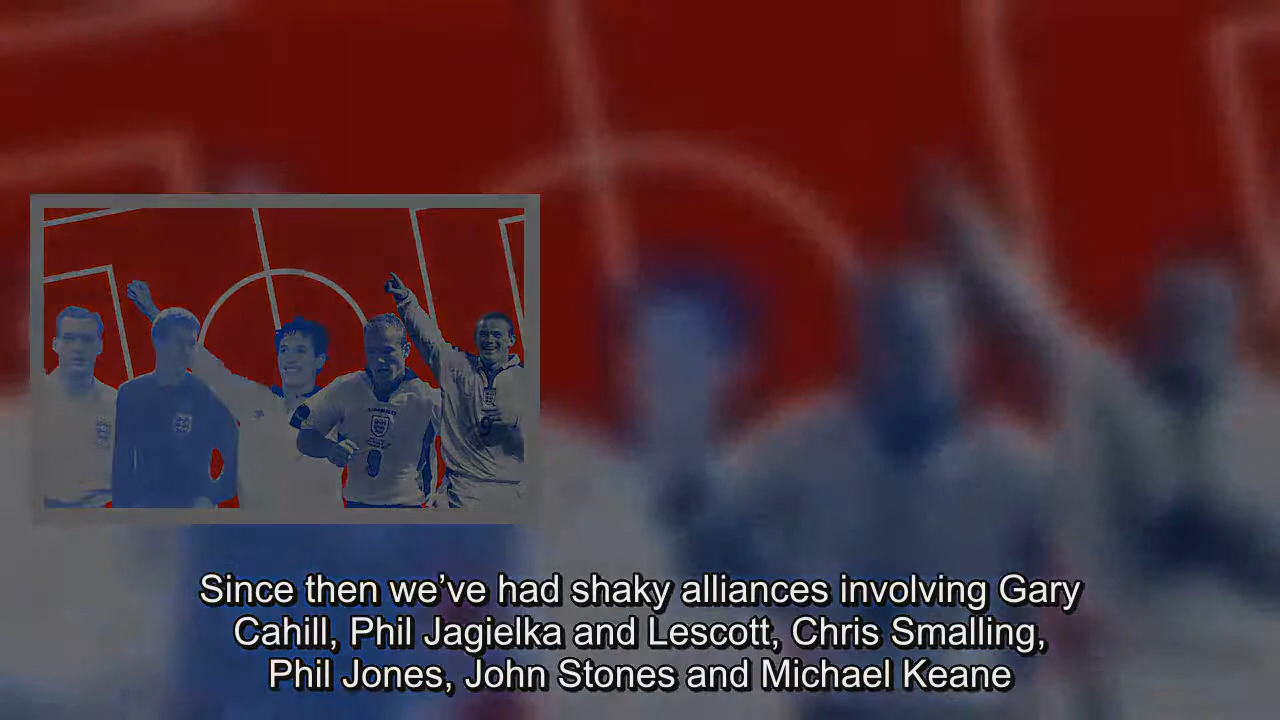 Since then we’ve had shaky alliances involving Gary
Cahill, Phil Jagielka and Lescott, Chris Smalling,
Phil Jones, John Stones and Michael Keane